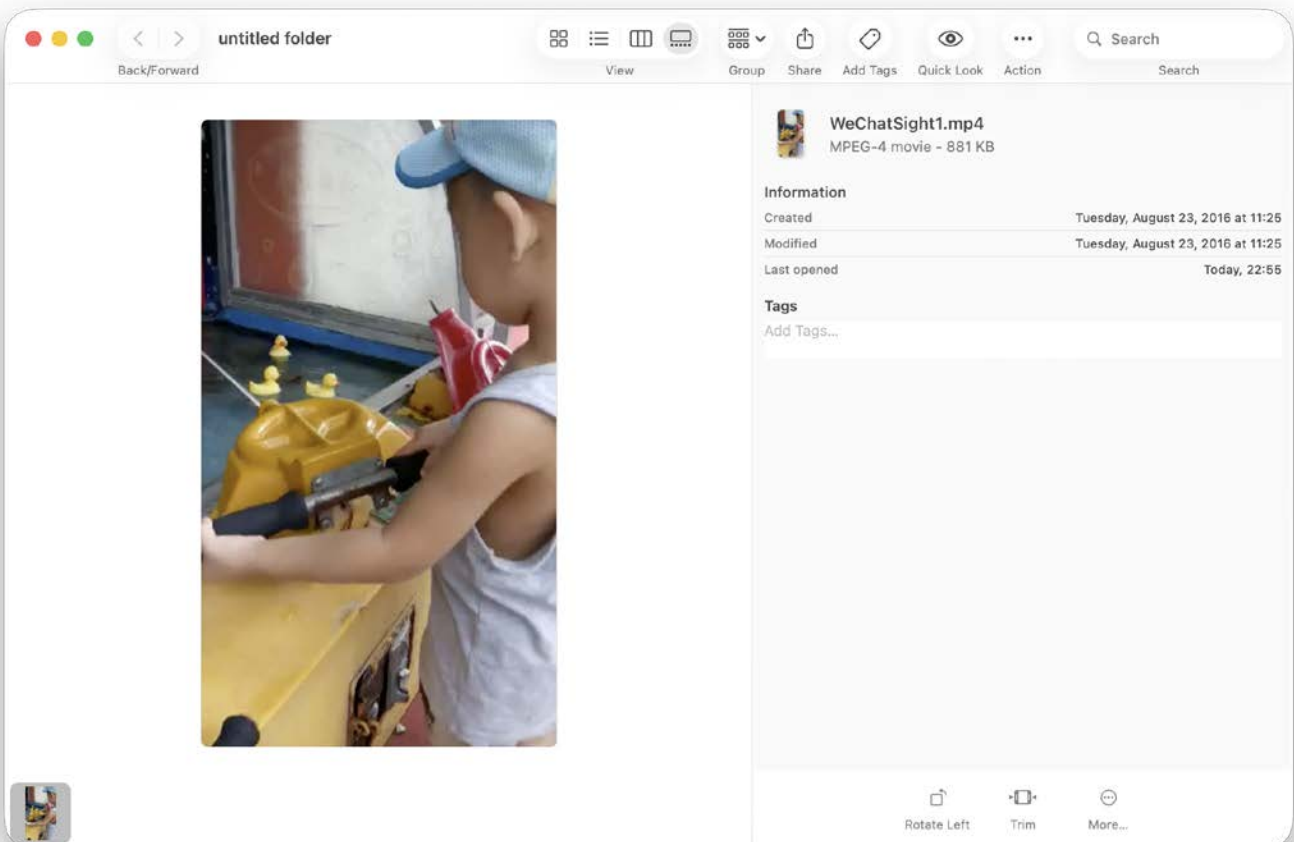 untitled folder
Back/Forward
View
Group
Share
Add Tags
Quick Look
Action
Search
Search
WeChatSight1.mp4
MPEG-4 movie - 881 KB
Information
Created Tuesday, August 23, 2016 at 11:25
Modified Tuesday, August 23, 2016 at 11:25
Last opened Today, 22:55
Tags
Add Tags...
Rotate Left
Trim
More...